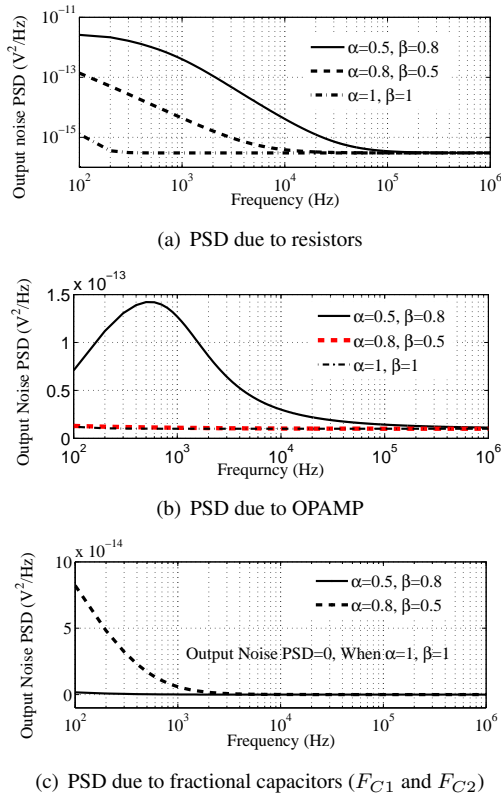 10^-11
10^-13
10^-15
Output noise PSD (V^2/Hz)
α=0.5, β=0.8
α=0.8, β=0.5
α=1, β=1
10^2 10^3 10^4 10^5 10^6
Frequency (Hz)
(a) PSD due to resistors
x 10^-13
1.5
1
0.5
0
Output Noise PSD (V^2/Hz)
α=0.5, β=0.8
α=0.8, β=0.5
α=1, β=1
10^2 10^3 10^4 10^5 10^6
Frequrncy (Hz)
(b) PSD due to OPAMP
x 10^-14
10
5
0
Output Noise PSD (V^2/Hz)
α=0.5, β=0.8
α=0.8, β=0.5
Output Noise PSD=0, When α=1, β=1
10^2 10^3 10^4 10^5 10^6
Frequency (Hz)
(c) PSD due to fractional capacitors (F_C1 and F_C2)